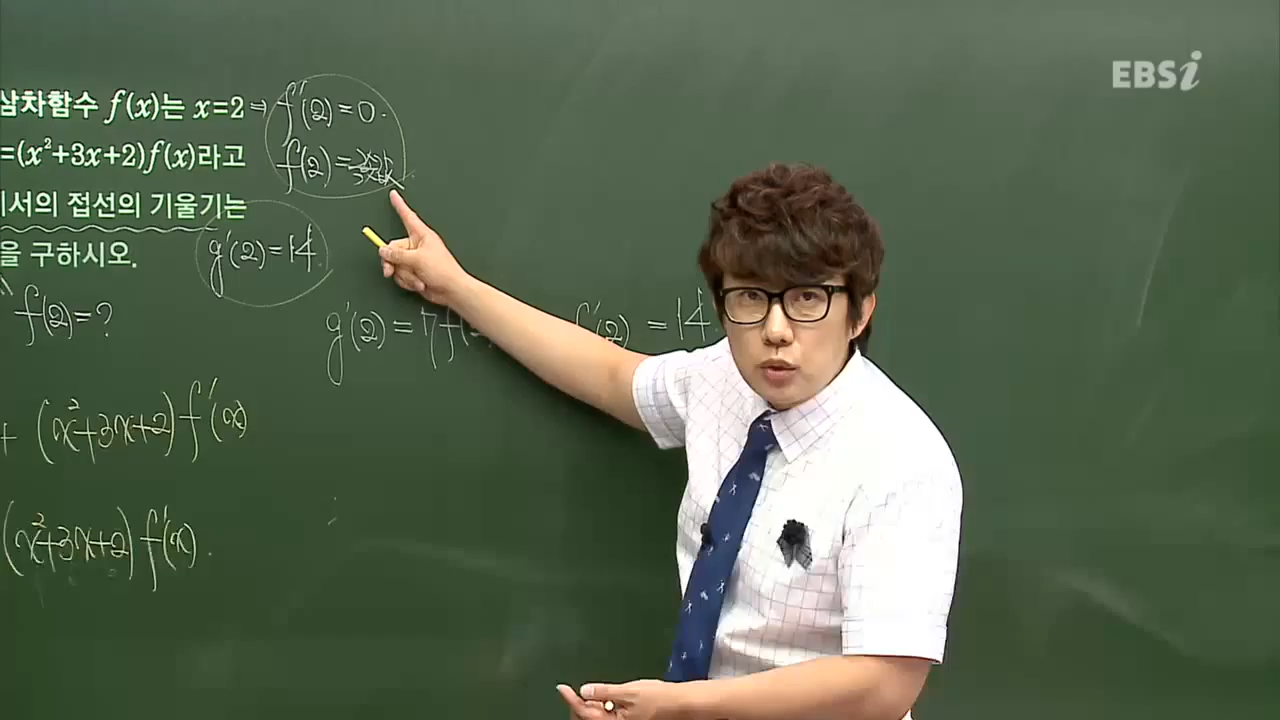 EBSi
삼차함수 f(x)는 x=2 ⇒ f'(2)=0.
=(x²+3x+2)f(x)라고 f(2)=
서의 접선의 기울기는
을 구하시오. g'(2)=14.
f(2)=?
g'(2)=7f( f'(2)=14.
+ (x²+3x+2)f'(x)
(x²+3x+2)f'(x).